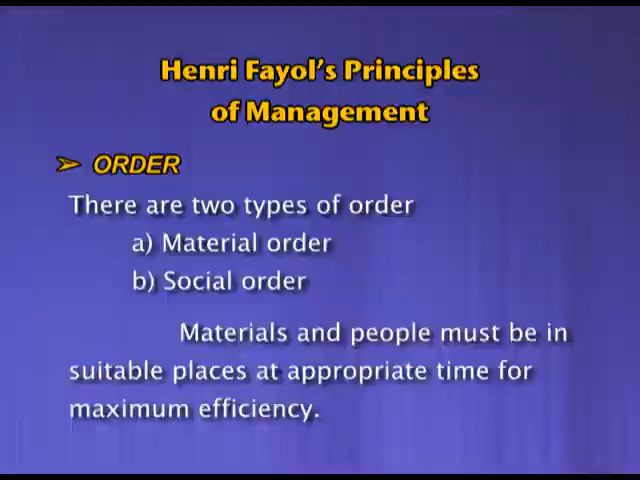 Henri Fayol's Principles
of Management
➢ ORDER
There are two types of order
a) Material order
b) Social order
Materials and people must be in
suitable places at appropriate time for
maximum efficiency.